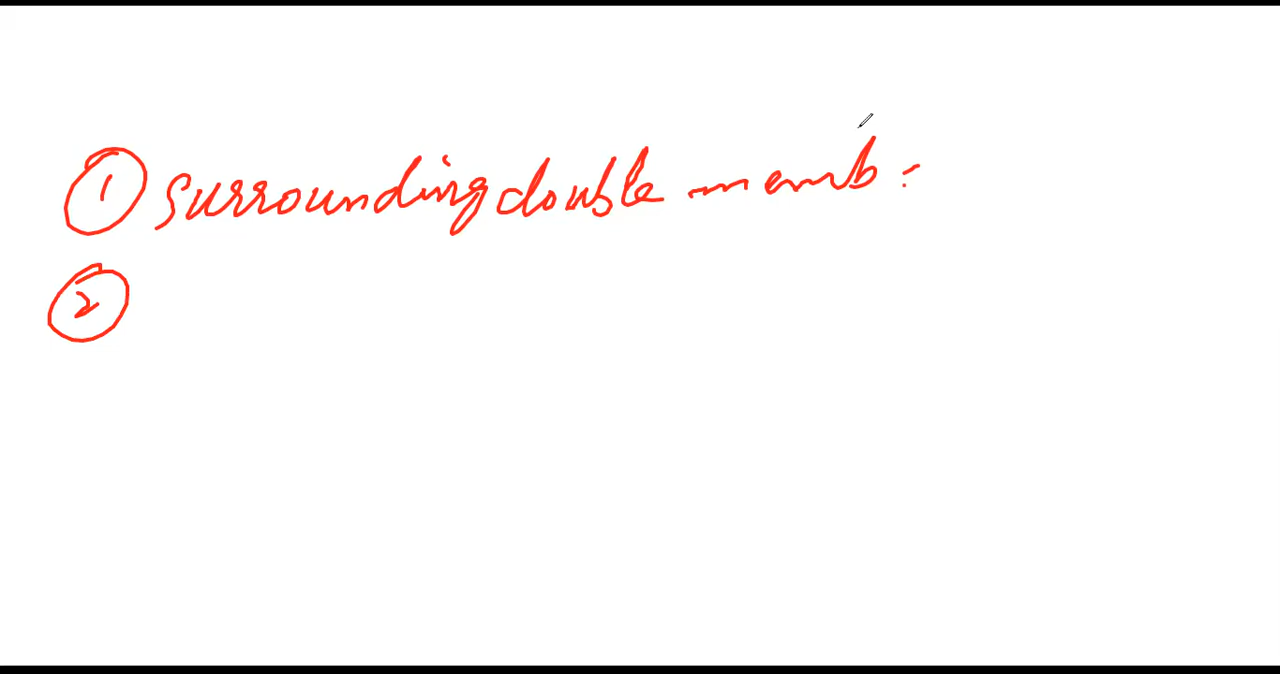 ① surrounding double memb :
②